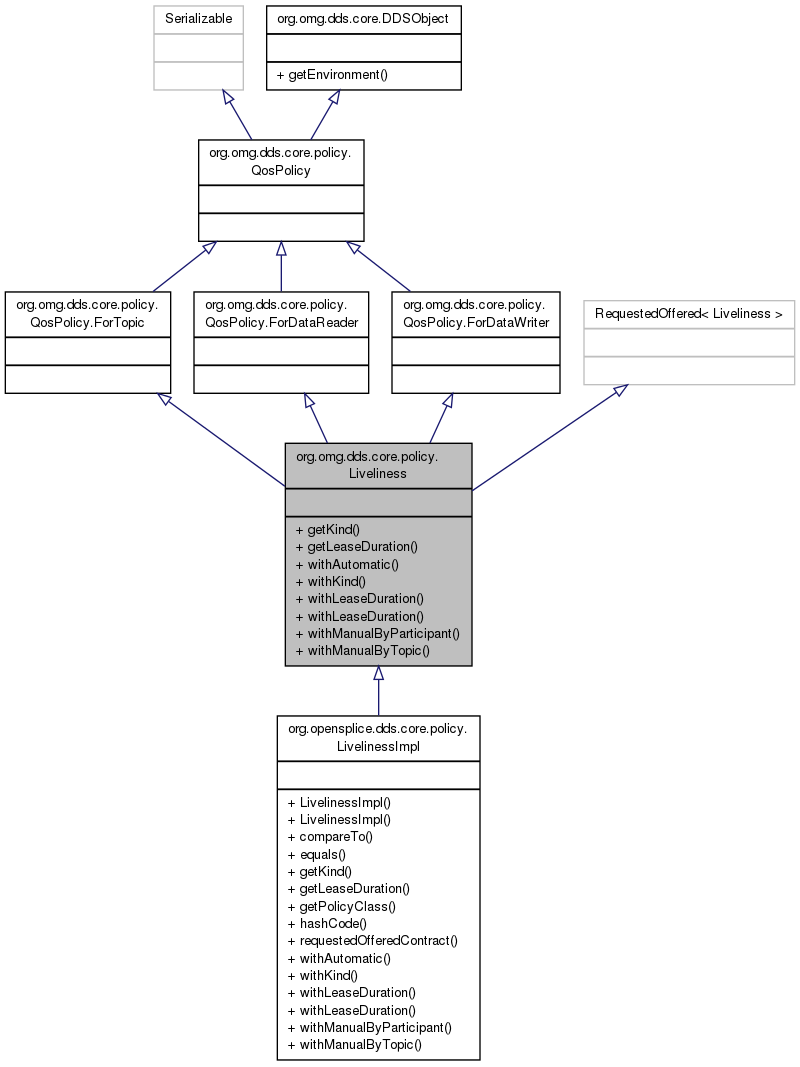 Serializable
org.omg.dds.core.DDSObject
+ getEnvironment()
org.omg.dds.core.policy.
QosPolicy
org.omg.dds.core.policy.
QosPolicy.ForTopic
org.omg.dds.core.policy.
QosPolicy.ForDataReader
org.omg.dds.core.policy.
QosPolicy.ForDataWriter
RequestedOffered< Liveliness >
org.omg.dds.core.policy.
Liveliness
+ getKind()
+ getLeaseDuration()
+ withAutomatic()
+ withKind()
+ withLeaseDuration()
+ withLeaseDuration()
+ withManualByParticipant()
+ withManualByTopic()
org.opensplice.dds.core.policy.
LivelinessImpl
+ LivelinessImpl()
+ LivelinessImpl()
+ compareTo()
+ equals()
+ getKind()
+ getLeaseDuration()
+ getPolicyClass()
+ hashCode()
+ requestedOfferedContract()
+ withAutomatic()
+ withKind()
+ withLeaseDuration()
+ withLeaseDuration()
+ withManualByParticipant()
+ withManualByTopic()